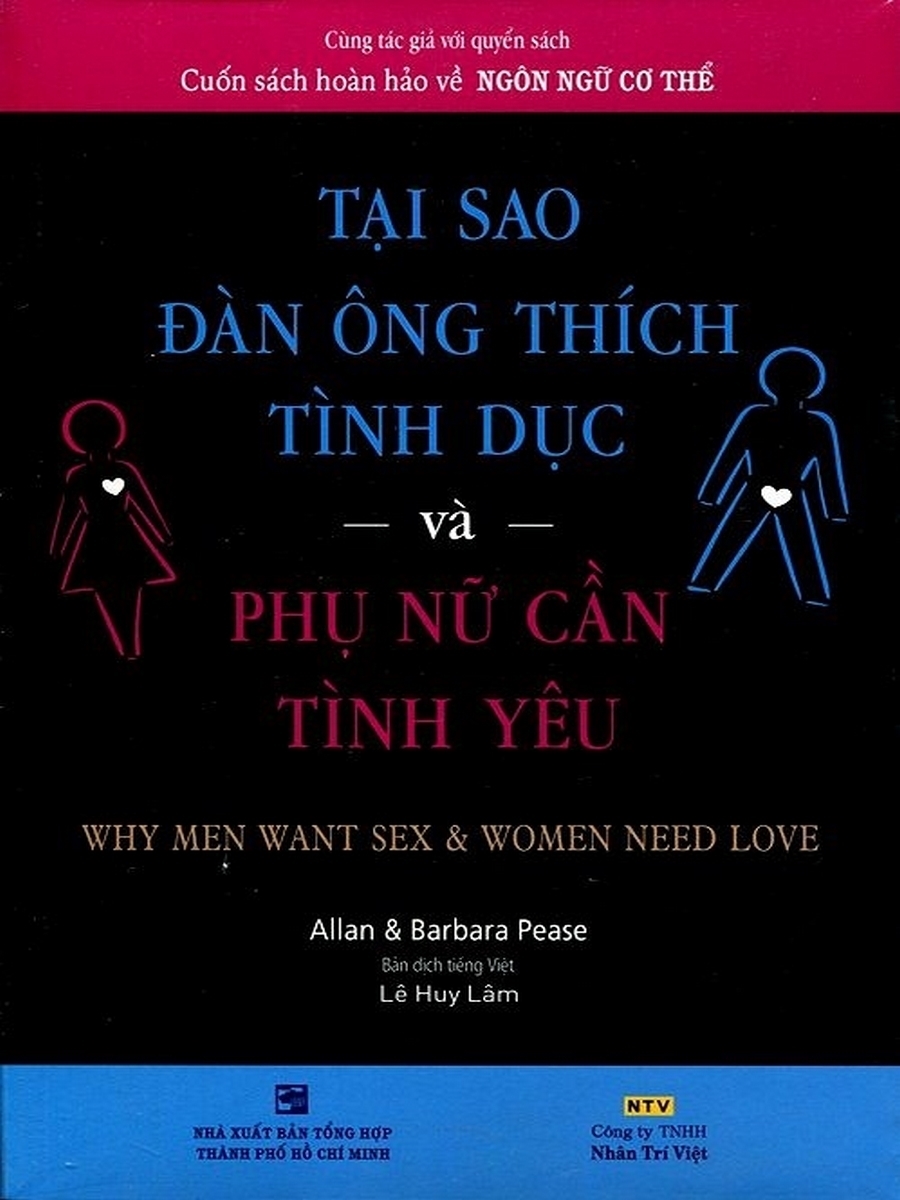 Cùng tác giả với quyển sách
Cuốn sách hoàn hảo về NGÔN NGỮ CƠ THỂ
TẠI SAO
ĐÀN ÔNG THÍCH
TÌNH DỤC
— và —
PHỤ NỮ CẦN
TÌNH YÊU
WHY MEN WANT SEX & WOMEN NEED LOVE
Allan & Barbara Pease
Bản dịch tiếng Việt
Lê Huy Lâm
NHÀ XUẤT BẢN TỔNG HỢP
THÀNH PHỐ HỒ CHÍ MINH
NTV
Công ty TNHH
Nhân Trí Việt